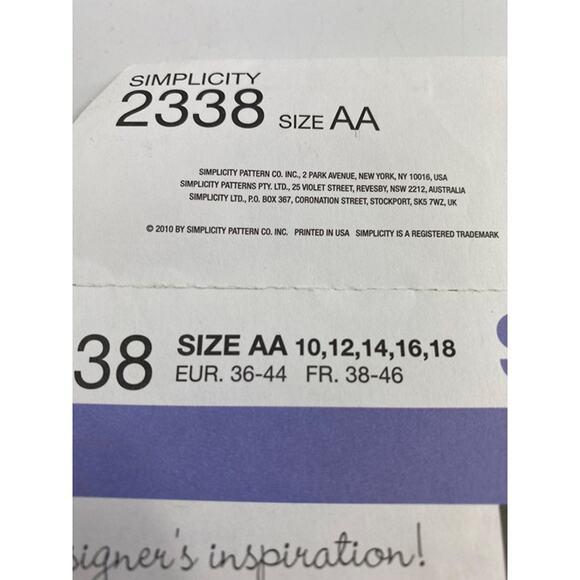 SIMPLICITY
2338 SIZE AA
SIMPLICITY PATTERN CO. INC., 2 PARK AVENUE, NEW YORK, NY 10016, USA
SIMPLICITY PATTERNS PTY. LTD., 25 VIOLET STREET, REVESBY, NSW 2212, AUSTRALIA
SIMPLICITY LTD., P.O. BOX 367, CORONATION STREET, STOCKPORT, SK5 7WZ, UK
© 2010 BY SIMPLICITY PATTERN CO. INC. PRINTED IN USA SIMPLICITY IS A REGISTERED TRADEMARK
38 SIZE AA 10,12,14,16,18 S
EUR. 36-44 FR. 38-46
signer's inspiration!